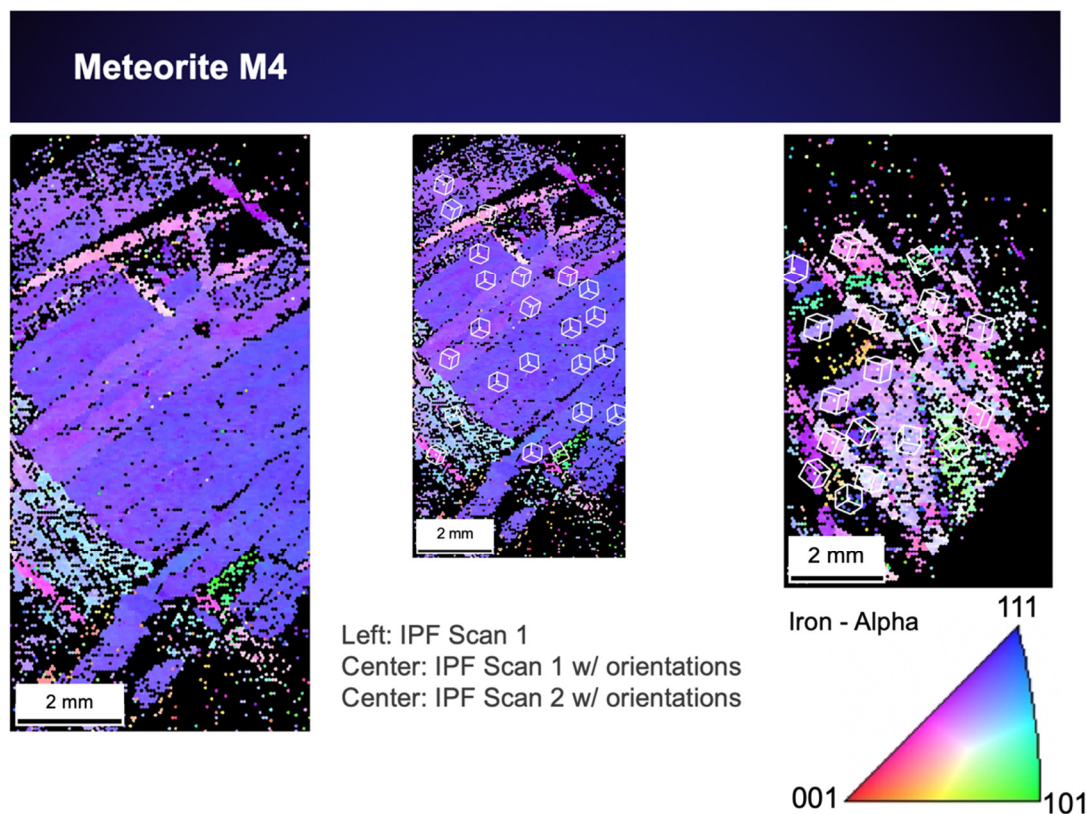 Meteorite M4
2 mm
2 mm
2 mm
Left: IPF Scan 1
Center: IPF Scan 1 w/ orientations
Center: IPF Scan 2 w/ orientations
Iron - Alpha
111
001
101